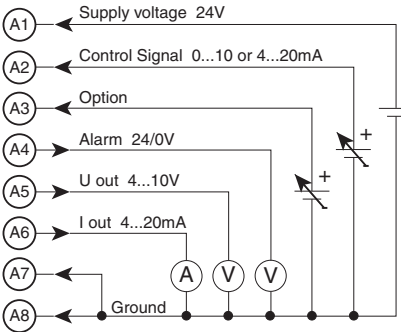 A1 Supply voltage 24V
A2 Control Signal 0...10 or 4...20mA
A3 Option
A4 Alarm 24/0V
A5 U out 4...10V
A6 I out 4...20mA
A7
A8 Ground
A V V
+
+